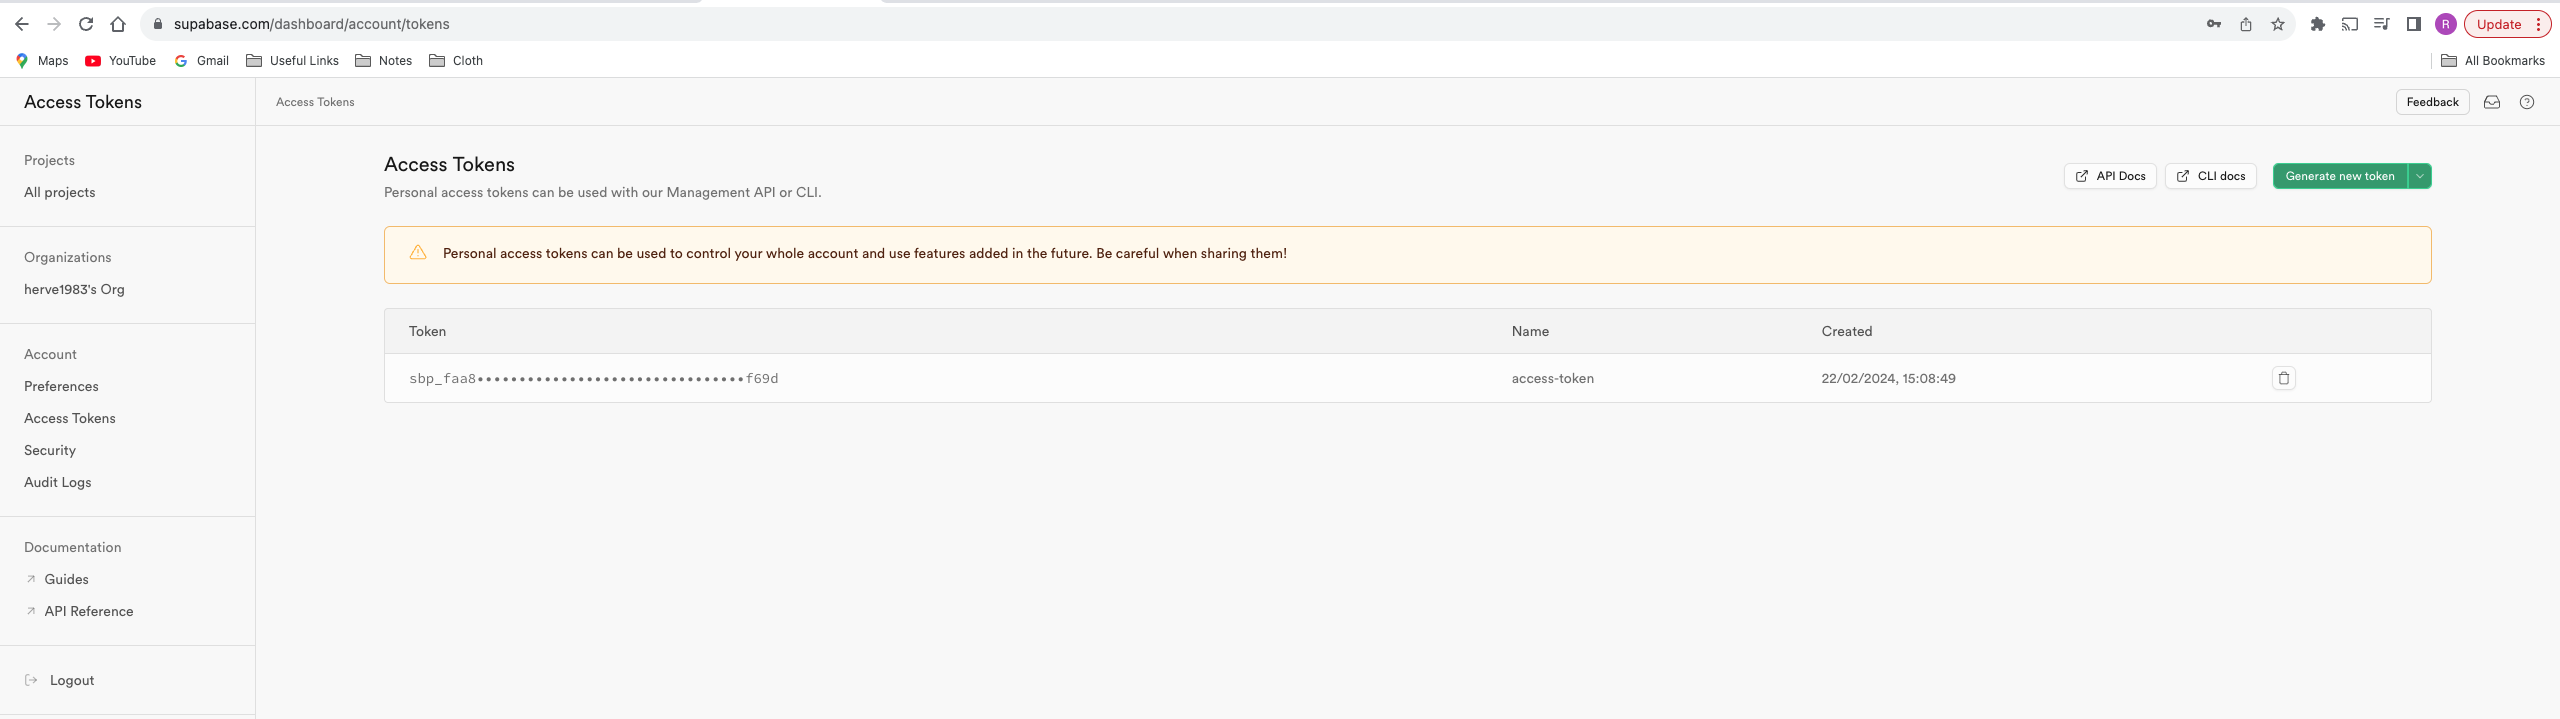 supabase.com/dashboard/account/tokens
R
Update
Maps
YouTube
Gmail
Useful Links
Notes
Cloth
All Bookmarks
Access Tokens
Access Tokens
Feedback
Projects
All projects
Organizations
herve1983's Org
Account
Preferences
Access Tokens
Security
Audit Logs
Documentation
Guides
API Reference
Logout
Access Tokens
Personal access tokens can be used with our Management API or CLI.
API Docs
CLI docs
Generate new token
Personal access tokens can be used to control your whole account and use features added in the future. Be careful when sharing them!
Token Name Created
sbp_faa8••••••••••••••••••••••••••••••••f69d access-token 22/02/2024, 15:08:49